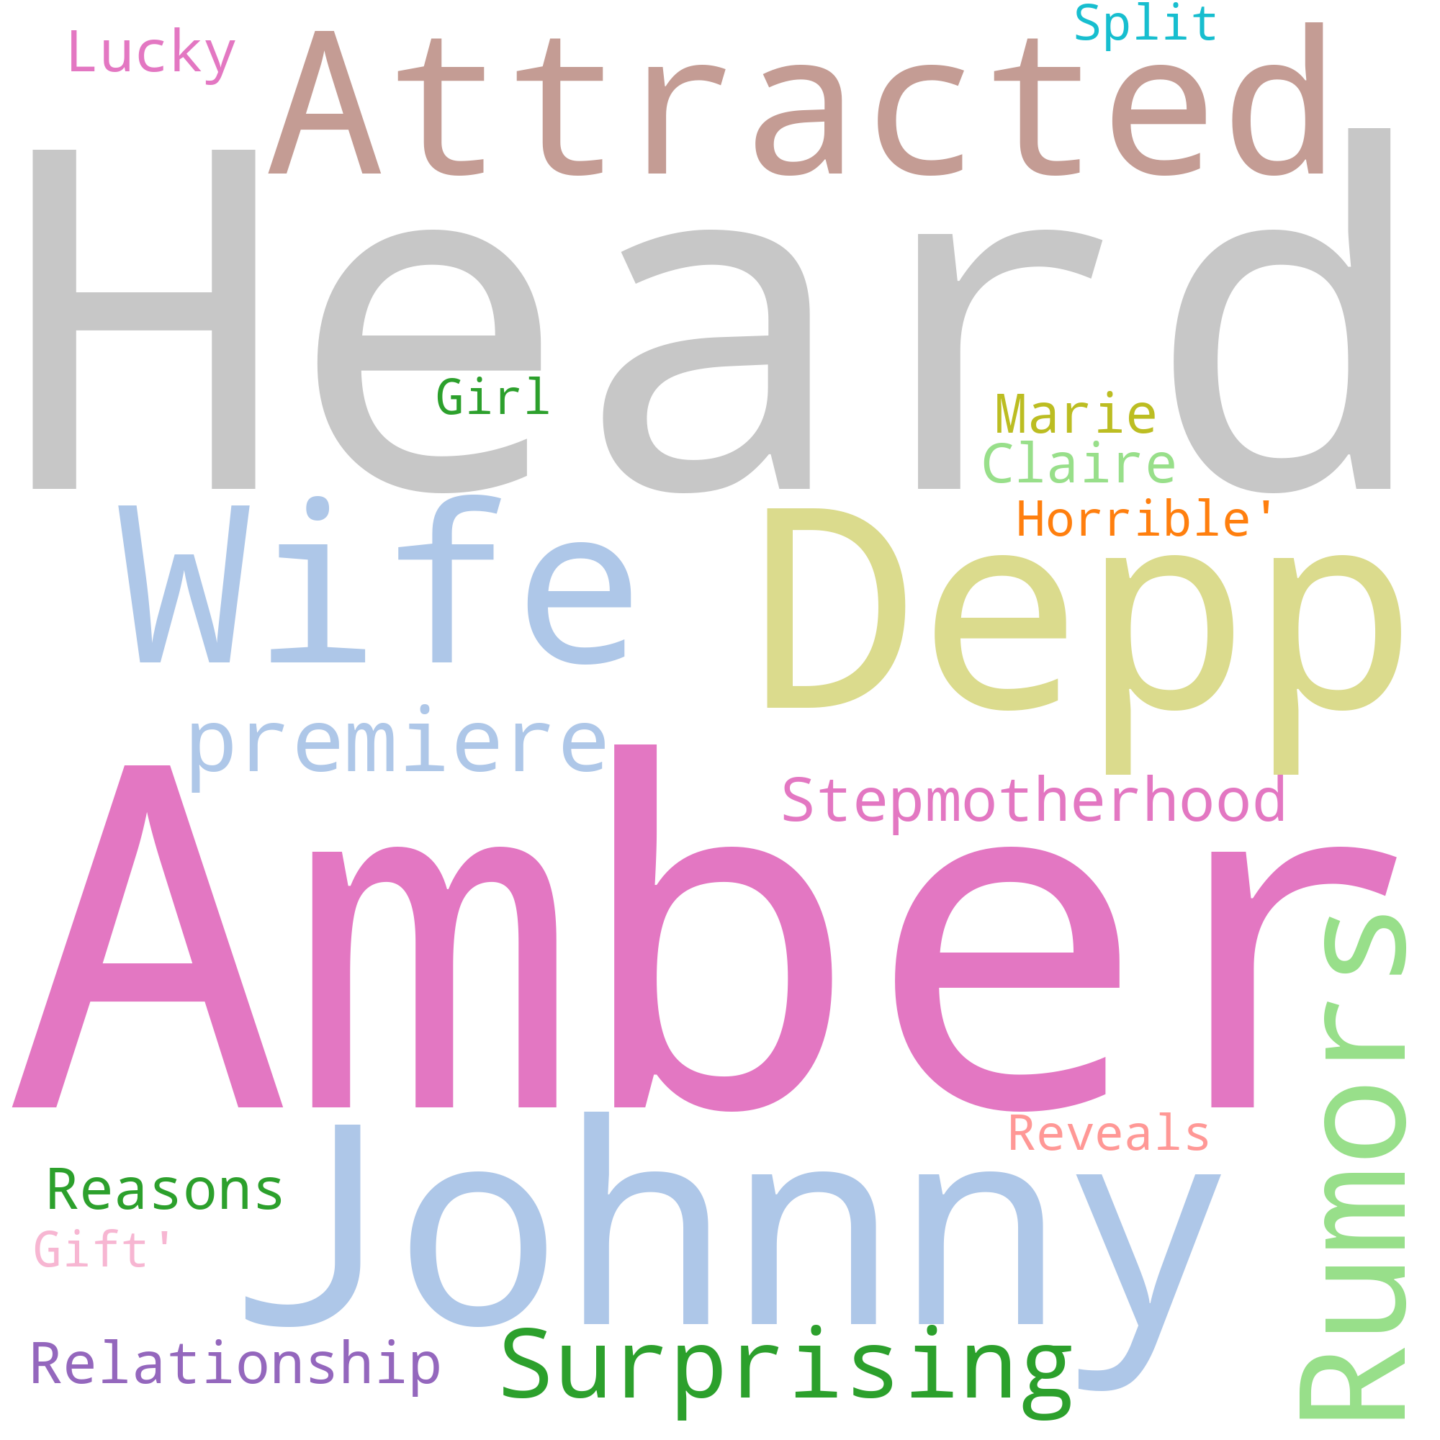 Split
Lucky
Attracted
Heard
Girl
Marie
Claire
Horrible'
Wife
Depp
premiere
Stepmotherhood
Amber
Rumors
Reveals
Johnny
Reasons
Gift'
Relationship
Surprising